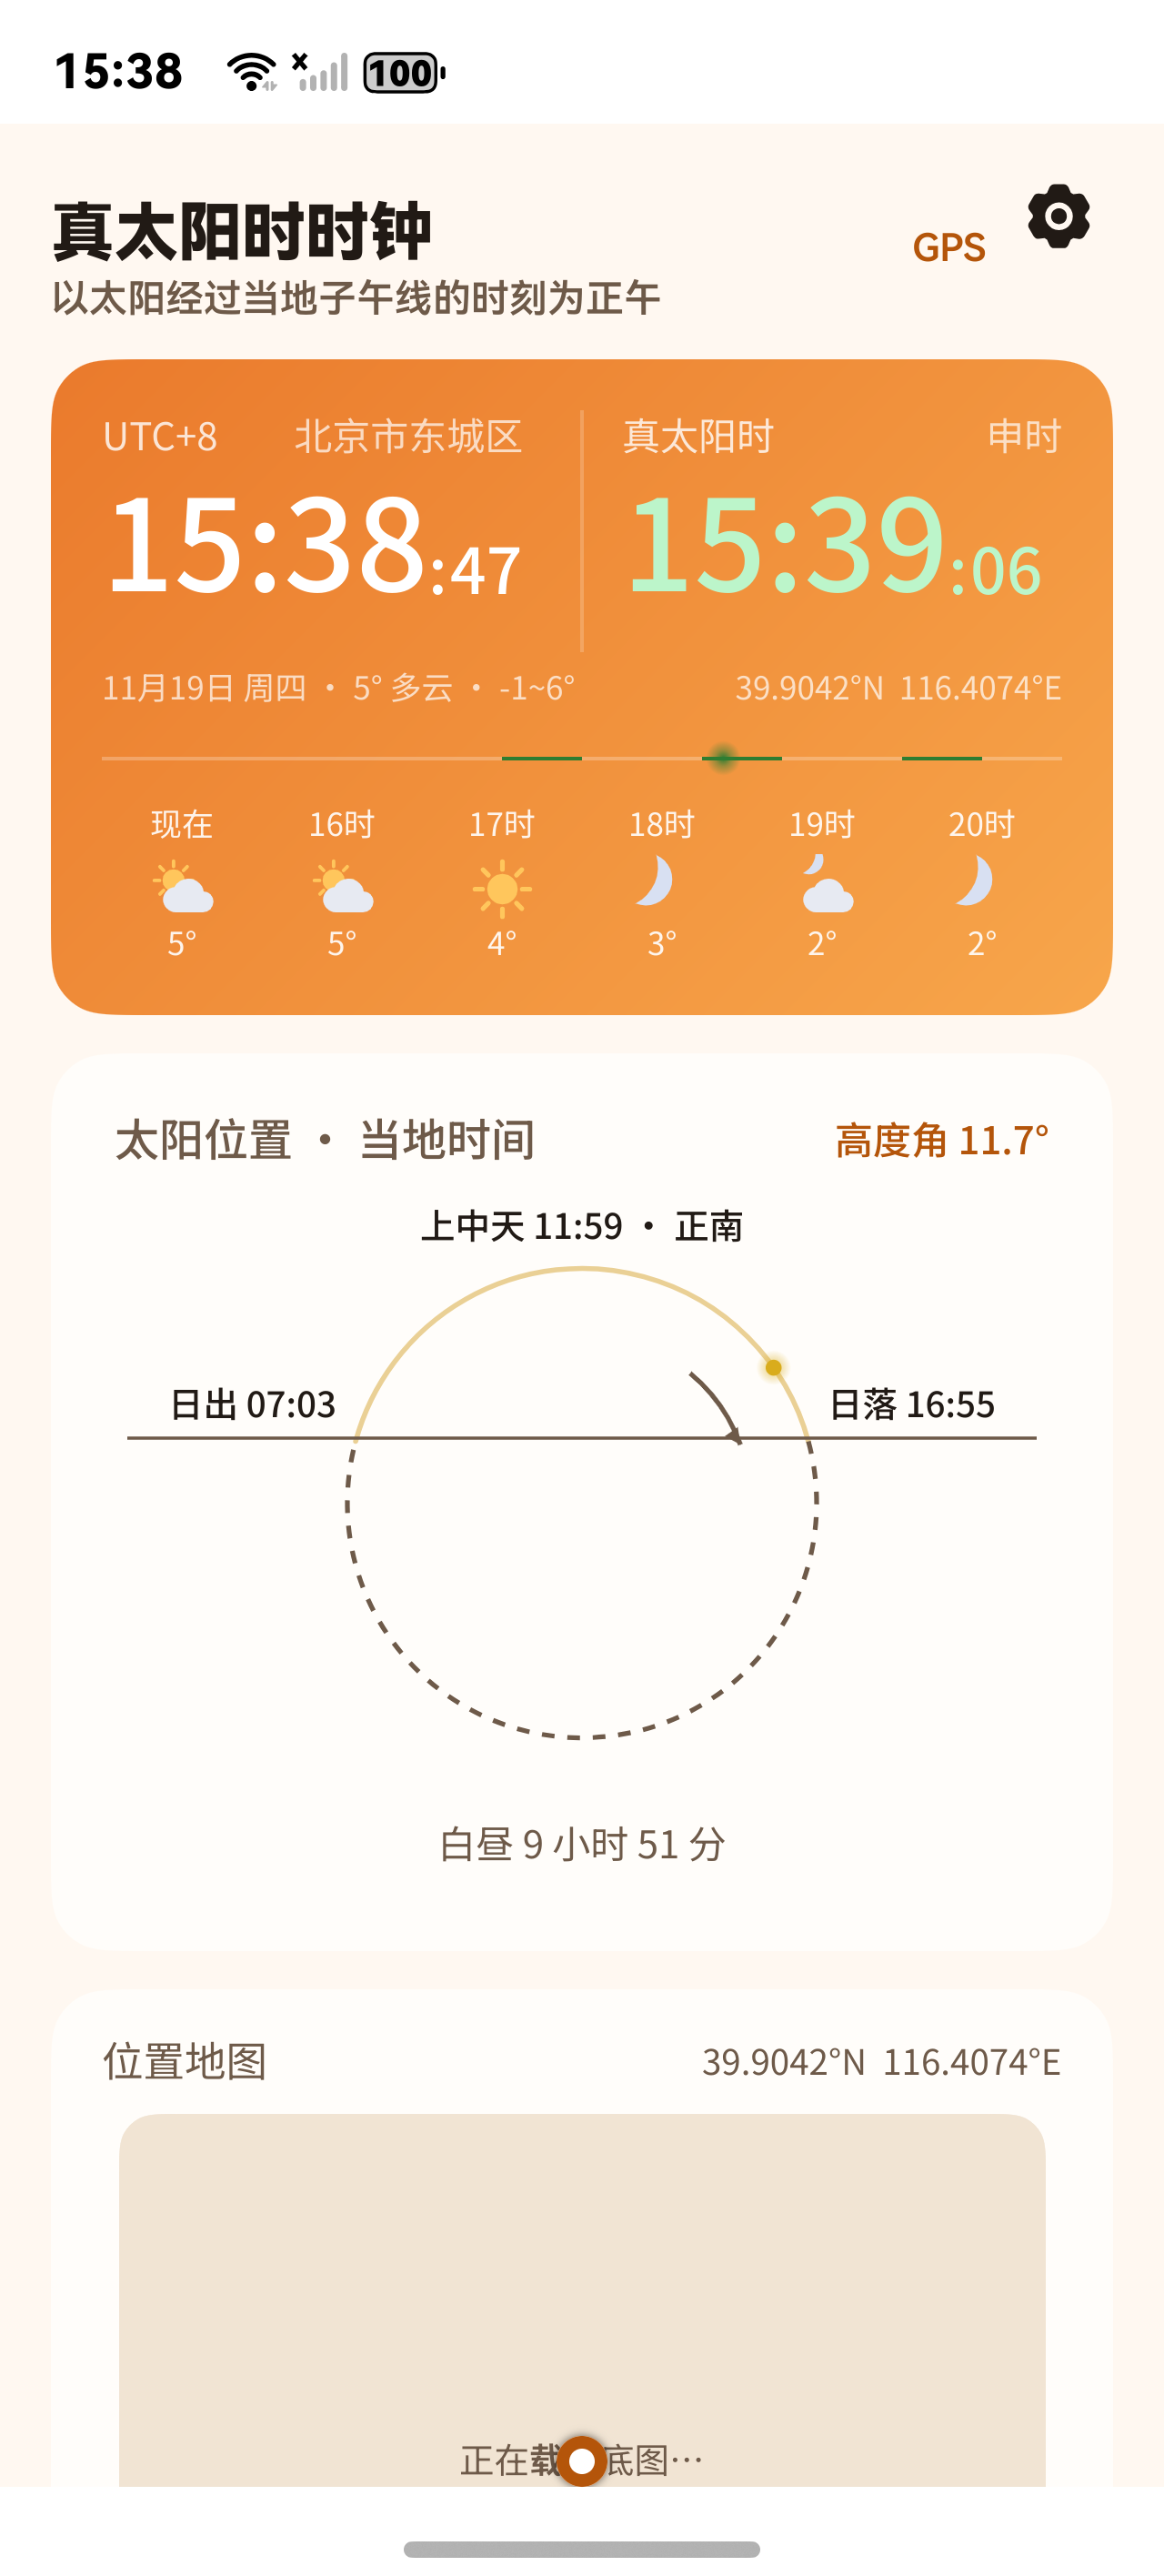 15:38 100
真太阳时时钟
GPS
以太阳经过当地子午线的时刻为正午
UTC+8 北京市东城区 真太阳时 申时
15:38:47 15:39:06
11月19日 周四 · 5° 多云 · -1~6° 39.9042°N 116.4074°E
现在 16时 17时 18时 19时 20时
5° 5° 4° 3° 2° 2°
太阳位置 · 当地时间 高度角 11.7°
上中天 11:59 · 正南
日出 07:03 日落 16:55
白昼 9 小时 51 分
位置地图 39.9042°N 116.4074°E
正在载底图…